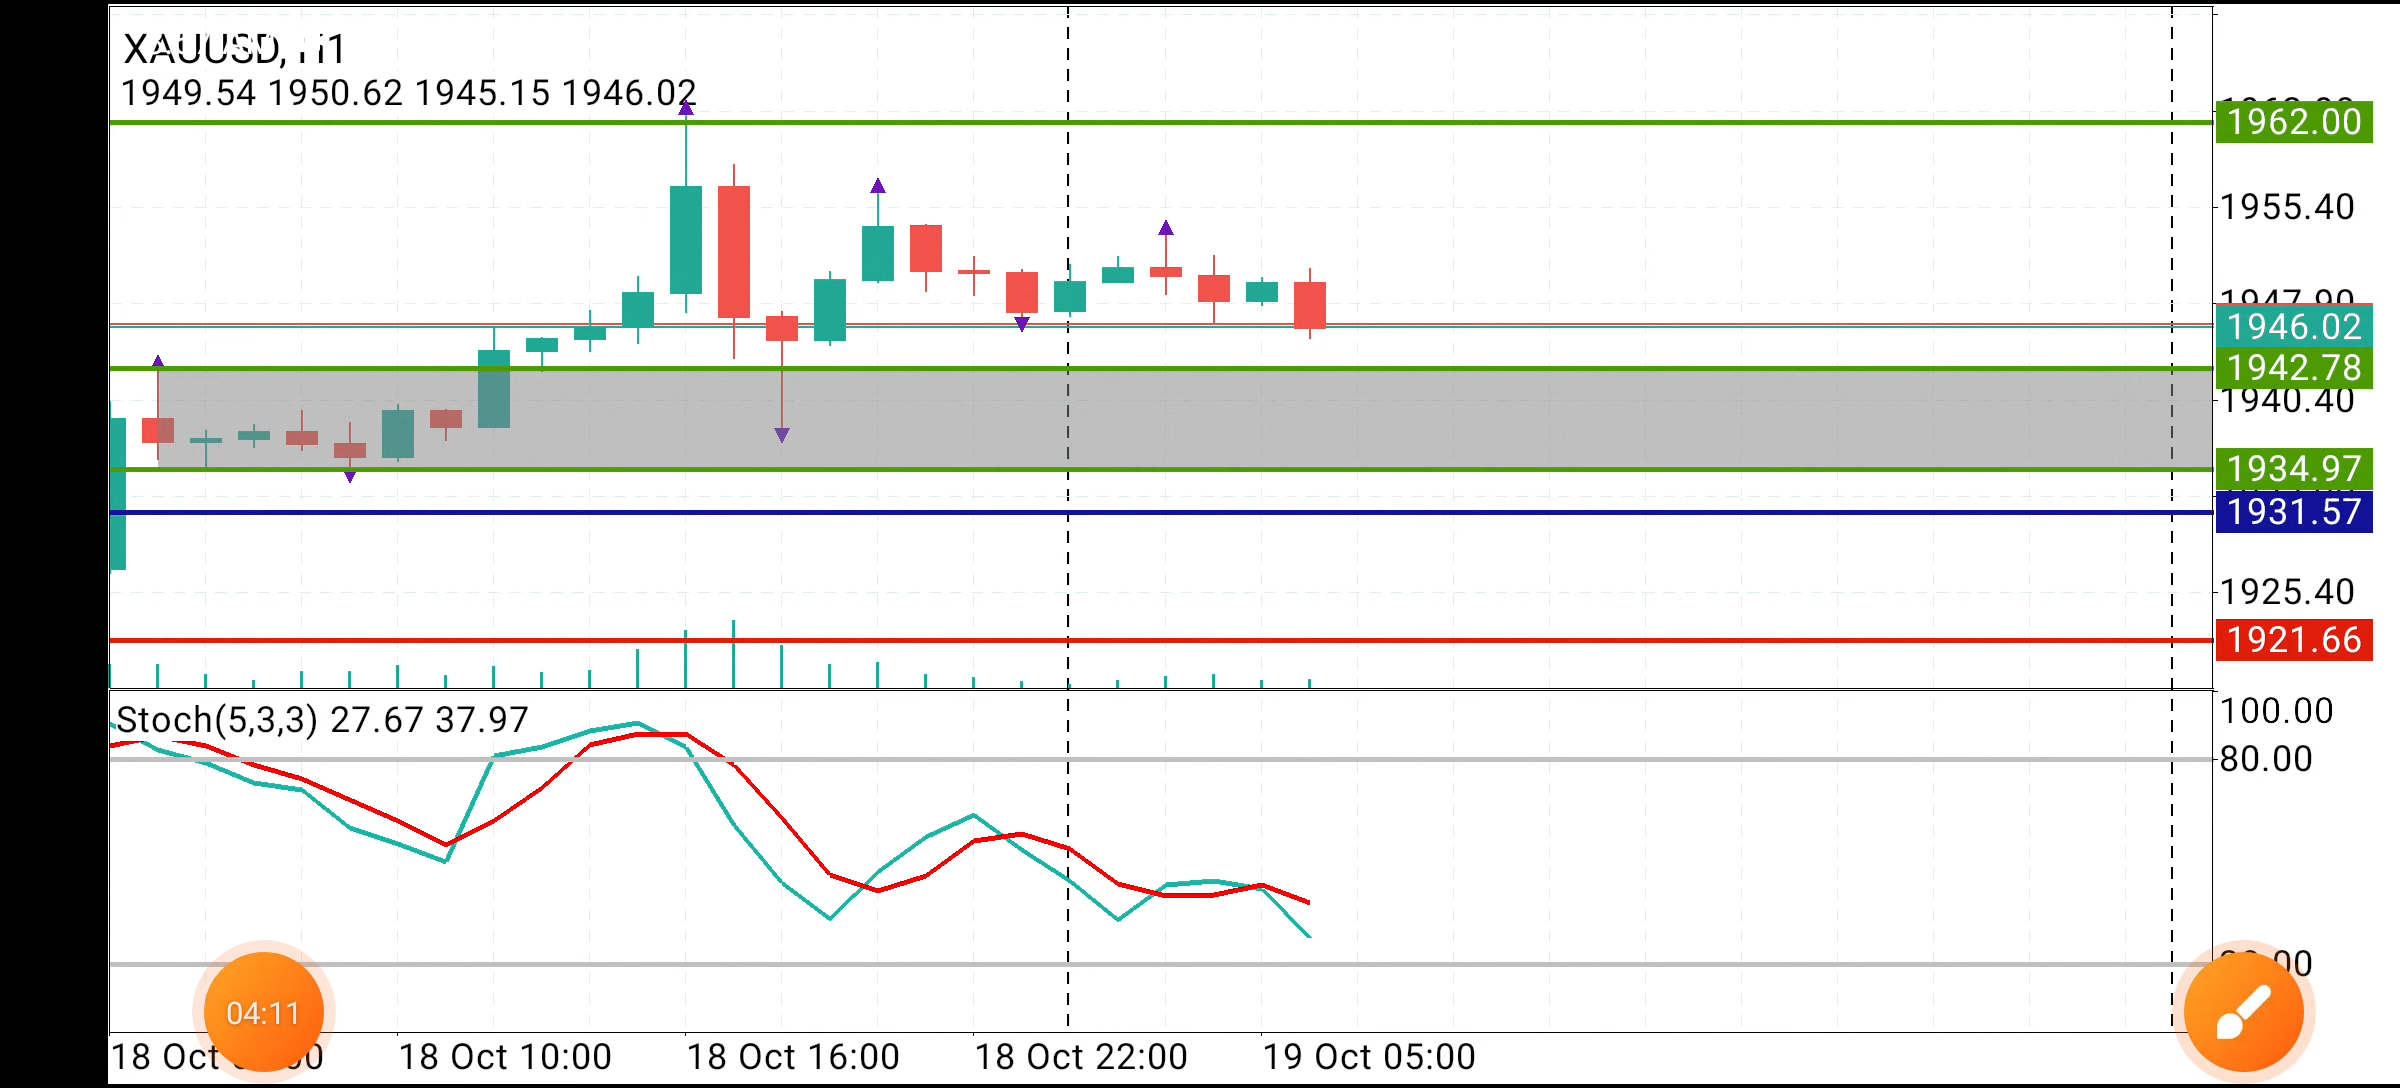 XAUUSD, H1
1949.54 1950.62 1945.15 1946.02
1962.00
1955.40
1947.90
1946.02
1942.78
1940.40
1934.97
1931.57
1925.40
1921.66
Stoch(5,3,3) 27.67 37.97
100.00
80.00
04:11
18 Oct
18 Oct 10:00
18 Oct 16:00
18 Oct 22:00
19 Oct 05:00